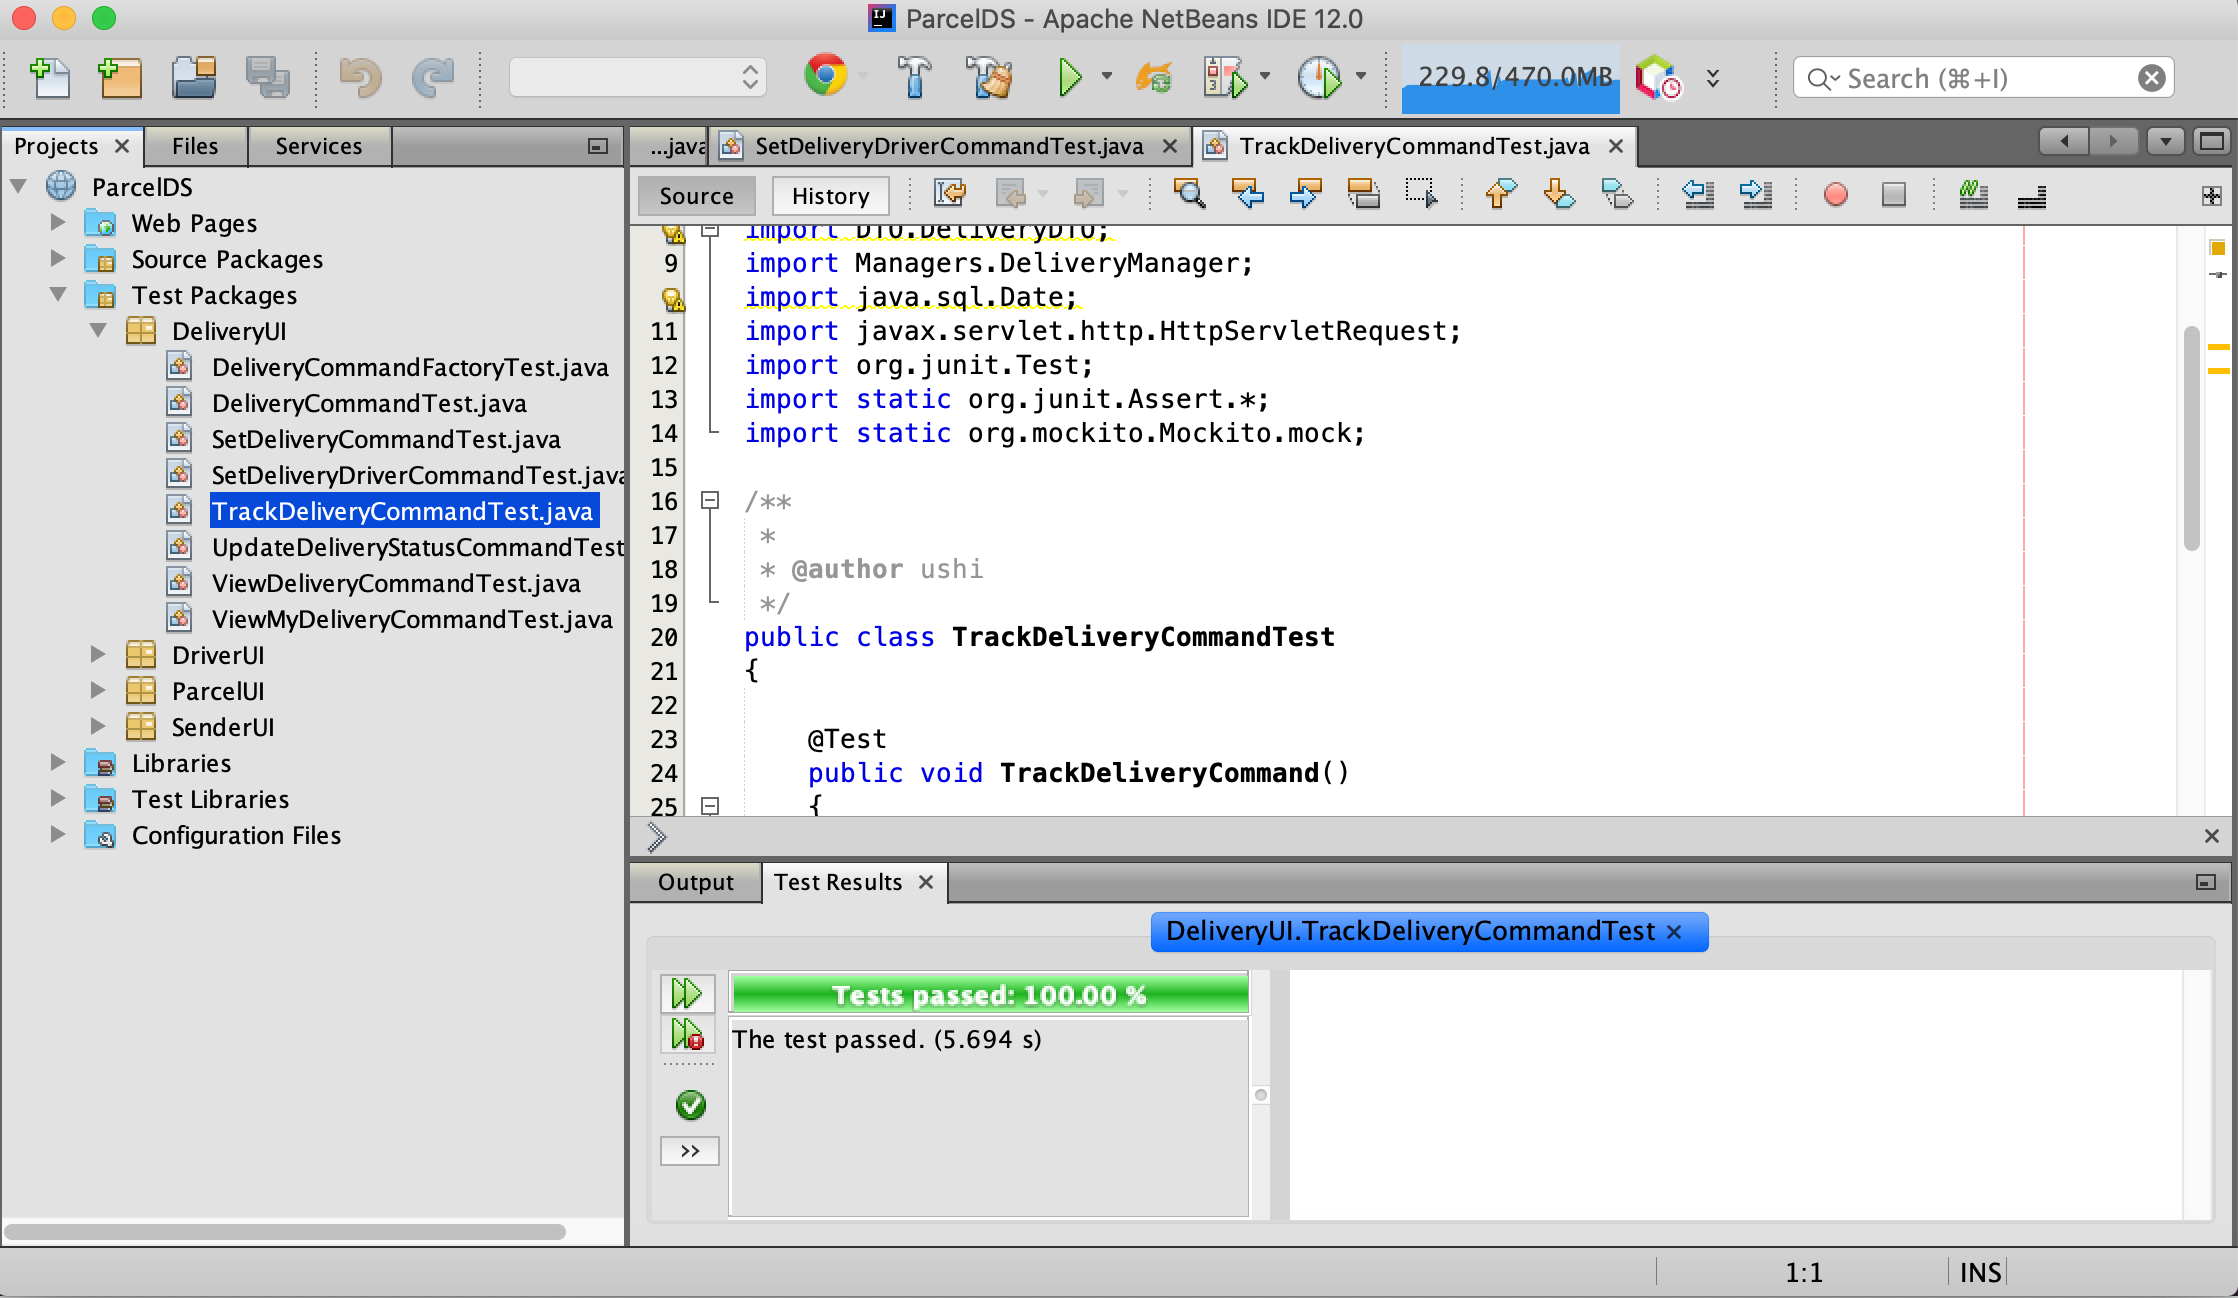 ParcelDS - Apache NetBeans IDE 12.0
229.8/470.0MB
Search (⌘+I)
Projects
Files
Services
...java
SetDeliveryDriverCommandTest.java
TrackDeliveryCommandTest.java
Source
History
ParcelDS
Web Pages
Source Packages
Test Packages
DeliveryUI
DeliveryCommandFactoryTest.java
DeliveryCommandTest.java
SetDeliveryCommandTest.java
SetDeliveryDriverCommandTest.java
TrackDeliveryCommandTest.java
UpdateDeliveryStatusCommandTest
ViewDeliveryCommandTest.java
ViewMyDeliveryCommandTest.java
DriverUI
ParcelUI
SenderUI
Libraries
Test Libraries
Configuration Files
import DTO.DeliveryDTO;
9 import Managers.DeliveryManager;
import java.sql.Date;
11 import javax.servlet.http.HttpServletRequest;
12 import org.junit.Test;
13 import static org.junit.Assert.*;
14 import static org.mockito.Mockito.mock;
15
16 /**
17 *
18 * @author ushi
19 */
20 public class TrackDeliveryCommandTest
21 {
22
23 @Test
24 public void TrackDeliveryCommand()
25 {
Output
Test Results
DeliveryUI.TrackDeliveryCommandTest
Tests passed: 100.00 %
The test passed. (5.694 s)
>>
1:1
INS